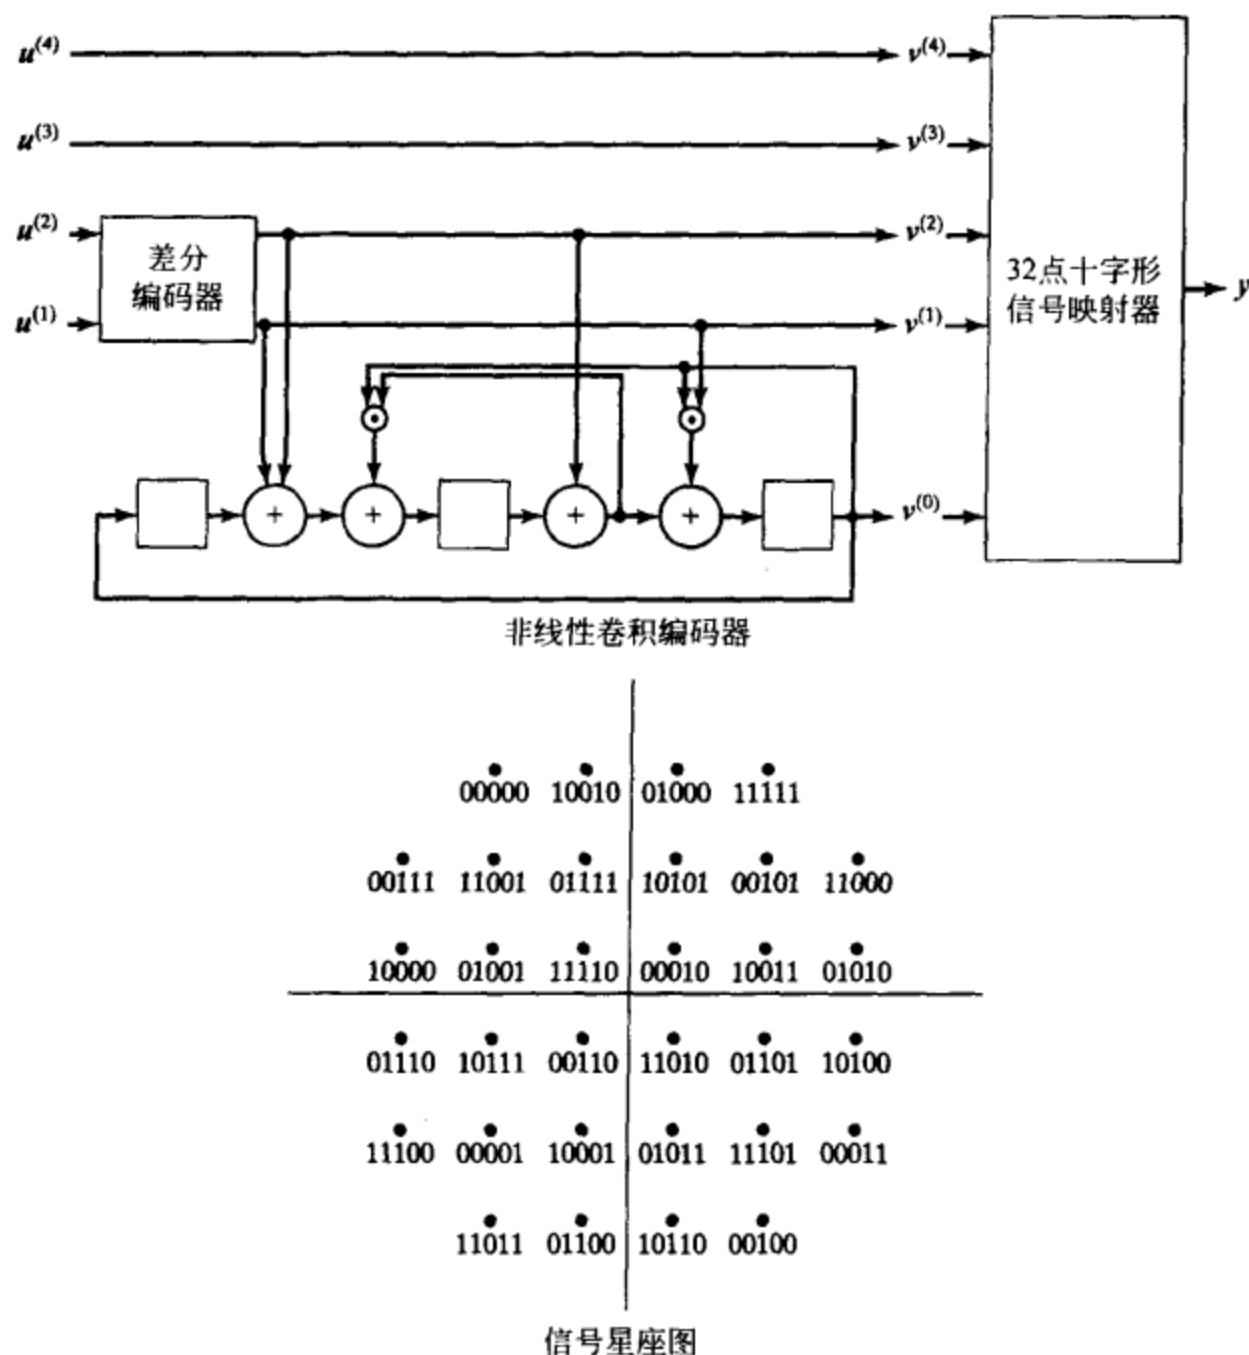 u(4) v(4)
u(3) v(3)
u(2) v(2)
差分
编码器
32点十字形
信号映射器
y
u(1) v(1)
+ + + +
v(0)
非线性卷积编码器
00000 10010 01000 11111
00111 11001 01111 10101 00101 11000
10000 01001 11110 00010 10011 01010
01110 10111 00110 11010 01101 10100
11100 00001 10001 01011 11101 00011
11011 01100 10110 00100
信号星座图